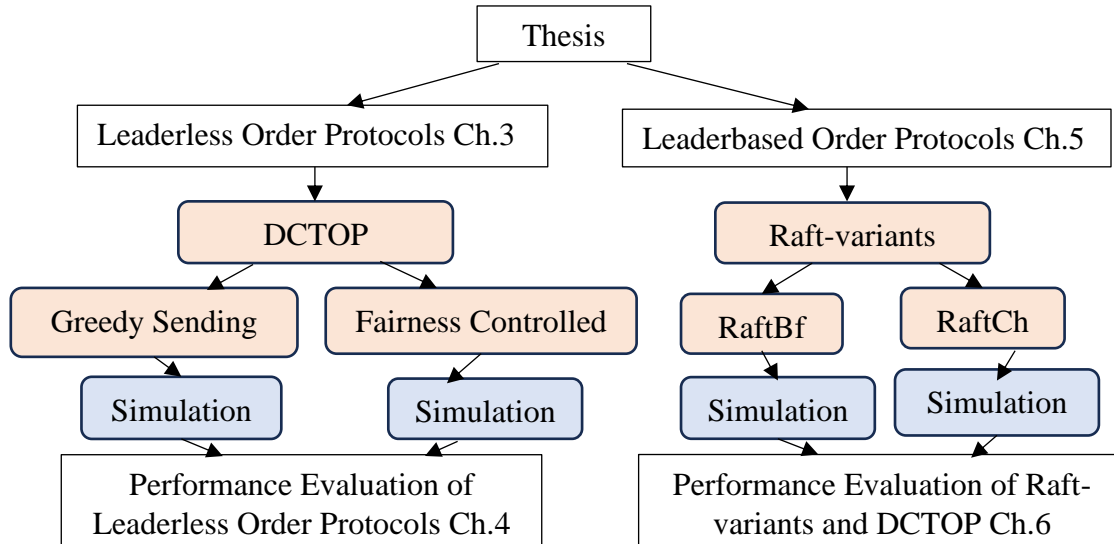 Thesis
Leaderless Order Protocols Ch.3
Leaderbased Order Protocols Ch.5
DCTOP
Raft-variants
Greedy Sending
Fairness Controlled
RaftBf
RaftCh
Simulation
Simulation
Simulation
Simulation
Performance Evaluation of
Leaderless Order Protocols Ch.4
Performance Evaluation of Raft-
variants and DCTOP Ch.6